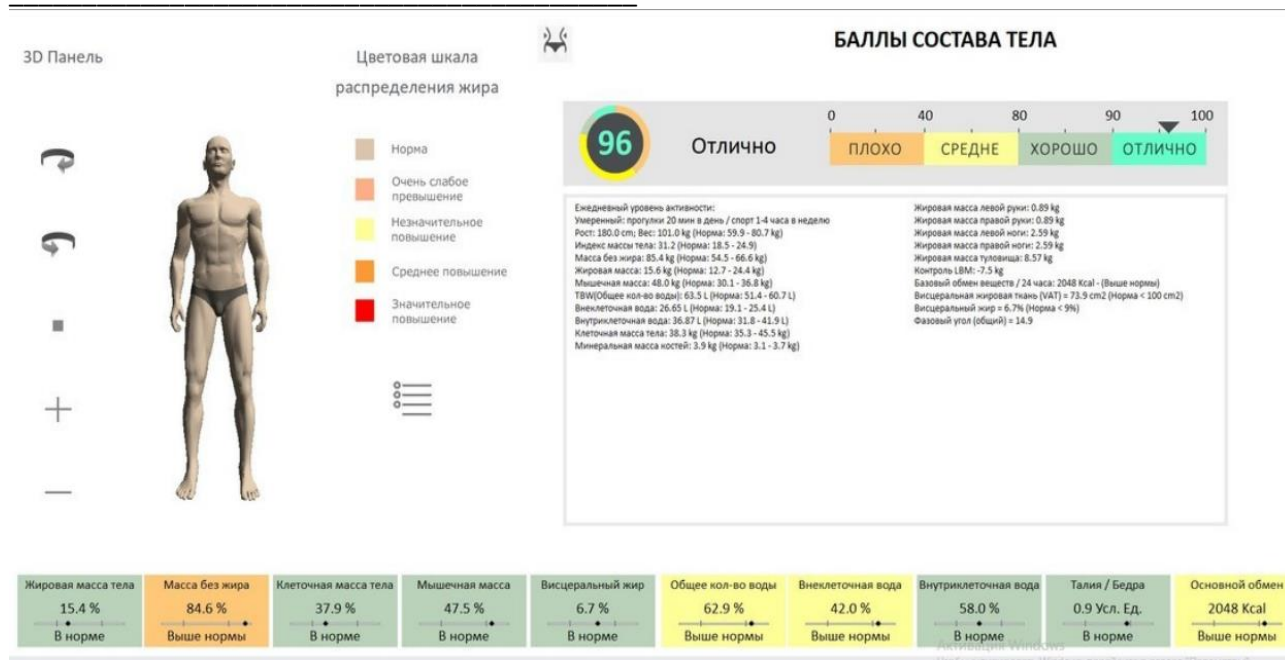 3D Панель
Цветовая шкала
распределения жира
Норма
Очень слабое
превышение
Незначительное
повышение
Среднее повышение
Значительное
повышение
БАЛЛЫ СОСТАВА ТЕЛА
96
Отлично
0 40 80 90 100
ПЛОХО СРЕДНЕ ХОРОШО ОТЛИЧНО
Ежедневный уровень активности:
Умеренный: прогулки 20 мин в день / спорт 1-4 часа в неделю
Рост: 180.0 cm; Вес: 101.0 kg (Норма: 59.9 - 80.7 kg)
Индекс массы тела: 31.2 (Норма: 18.5 - 24.9)
Масса без жира: 85.4 kg (Норма: 54.5 - 66.6 kg)
Жировая масса: 15.6 kg (Норма: 12.7 - 24.4 kg)
Мышечная масса: 48.0 kg (Норма: 30.1 - 36.8 kg)
TBW(Общее кол-во воды): 63.5 L (Норма: 51.4 - 60.7 L)
Внеклеточная вода: 26.65 L (Норма: 19.1 - 25.4 L)
Внутриклеточная вода: 36.87 L (Норма: 31.8 - 41.9 L)
Клеточная масса тела: 38.3 kg (Норма: 35.3 - 45.5 kg)
Минеральная масса костей: 3.9 kg (Норма: 3.1 - 3.7 kg)
Жировая масса левой руки: 0.89 kg
Жировая масса правой руки: 0.89 kg
Жировая масса левой ноги: 2.59 kg
Жировая масса правой ноги: 2.59 kg
Жировая масса туловища: 8.57 kg
Контроль LBM: -7.5 kg
Базовый обмен веществ / 24 часа: 2048 Kcal - (Выше нормы)
Висцеральная жировая ткань (VAT) = 73.9 cm2 (Норма < 100 cm2)
Висцеральный жир = 6.7% (Норма < 9%)
Фазовый угол (общий) = 14.9
Жировая масса тела
15.4 %
В норме
Масса без жира
84.6 %
Выше нормы
Клеточная масса тела
37.9 %
В норме
Мышечная масса
47.5 %
В норме
Висцеральный жир
6.7 %
В норме
Общее кол-во воды
62.9 %
Выше нормы
Внеклеточная вода
42.0 %
Выше нормы
Внутриклеточная вода
58.0 %
В норме
Талия / Бедра
0.9 Усл. Ед.
В норме
Основной обмен
2048 Kcal
Выше нормы
Активация Windows